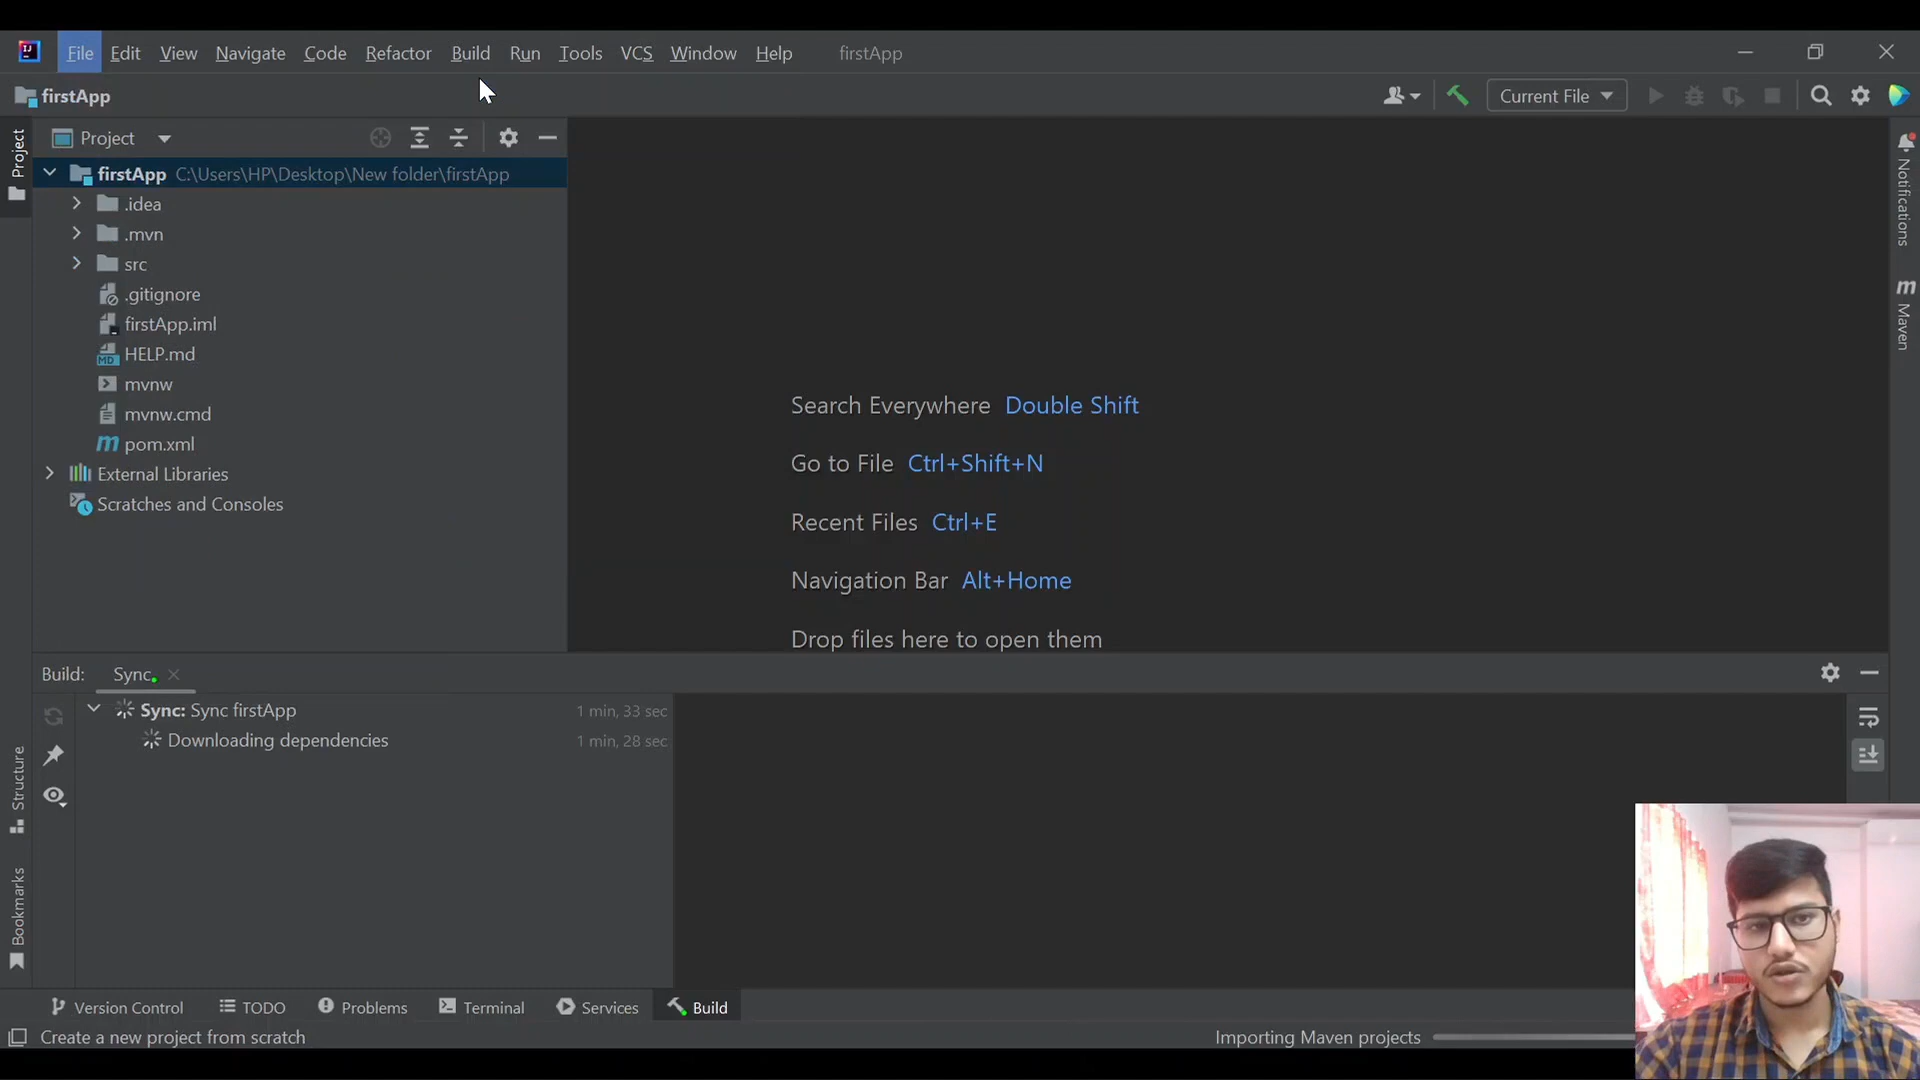 File Edit View Navigate Code Refactor Build Run Tools VCS Window Help firstApp
firstApp
Current File
Project
Project
firstApp C:\Users\HP\Desktop\New folder\firstApp
.idea
.mvn
src
.gitignore
firstApp.iml
HELP.md
mvnw
mvnw.cmd
pom.xml
External Libraries
Scratches and Consoles
Search Everywhere Double Shift
Go to File Ctrl+Shift+N
Recent Files Ctrl+E
Navigation Bar Alt+Home
Drop files here to open them
Notifications
Maven
Build: Sync
Sync: Sync firstApp 1 min, 33 sec
Downloading dependencies 1 min, 28 sec
Structure
Bookmarks
Version Control TODO Problems Terminal Services Build
Create a new project from scratch Importing Maven projects